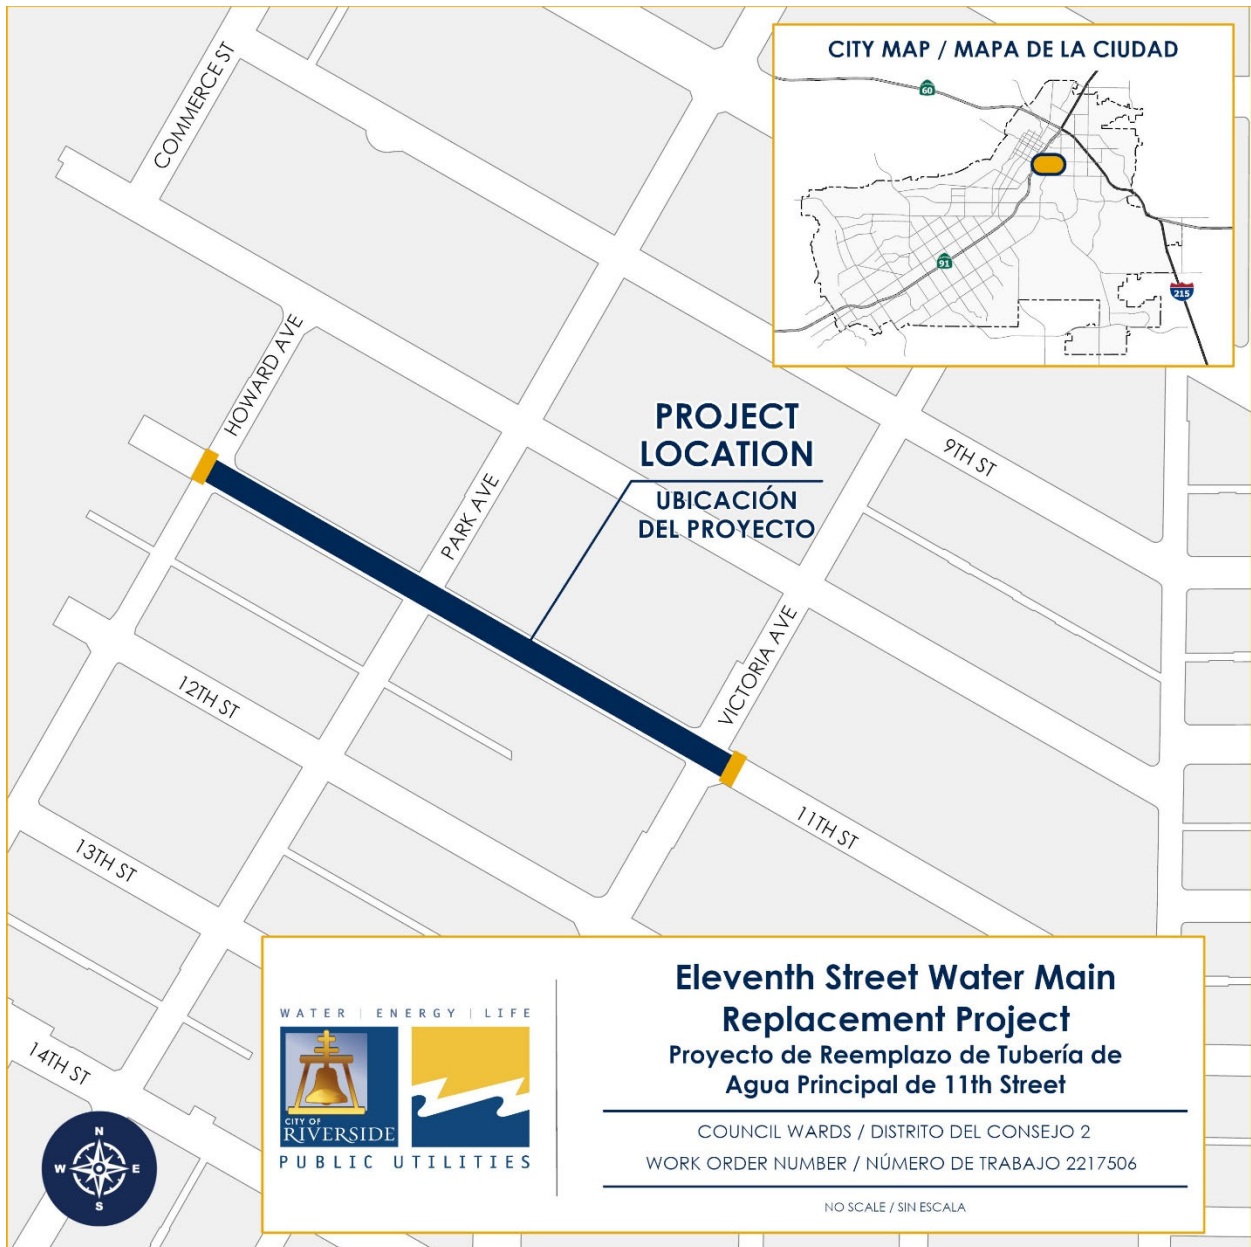 COMMERCE ST
CITY MAP / MAPA DE LA CIUDAD
60
91
215
HOWARD AVE
PROJECT
LOCATION
UBICACIÓN
DEL PROYECTO
9TH ST
PARK AVE
VICTORIA AVE
12TH ST
11TH ST
13TH ST
14TH ST
N
W
E
S
WATER | ENERGY | LIFE
CITY OF
RIVERSIDE
PUBLIC UTILITIES
Eleventh Street Water Main
Replacement Project
Proyecto de Reemplazo de Tubería de
Agua Principal de 11th Street
COUNCIL WARDS / DISTRITO DEL CONSEJO 2
WORK ORDER NUMBER / NÚMERO DE TRABAJO 2217506
NO SCALE / SIN ESCALA